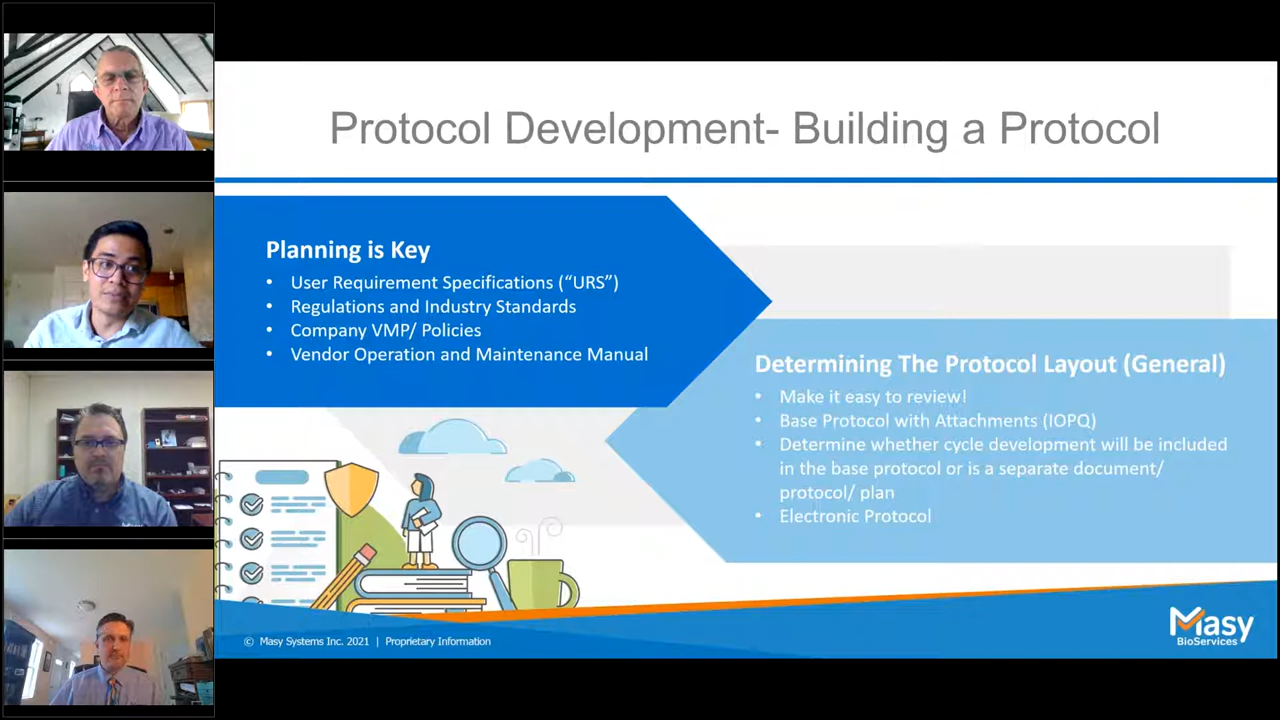 Protocol Development- Building a Protocol
Planning is Key
• User Requirement Specifications (“URS”)
• Regulations and Industry Standards
• Company VMP/ Policies
• Vendor Operation and Maintenance Manual
Determining The Protocol Layout (General)
• Make it easy to review!
• Base Protocol with Attachments (IOPQ)
• Determine whether cycle development will be included
in the base protocol or is a separate document/
protocol/ plan
• Electronic Protocol
© Masy Systems Inc. 2021 | Proprietary Information
Masy
BioServices